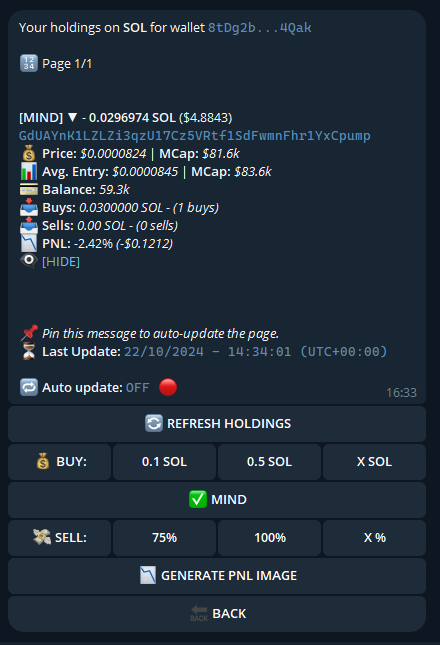 Your holdings on SOL for wallet 8tDg2b...4Qak
1234 Page 1/1
[MIND] ▼ - 0.0296974 SOL ($4.8843)
GdUAYnK1LZLZi3qzU17Cz5VRtf1SdFwmnFhr1YxCpump
💰 Price: $0.0000824 | MCap: $81.6k
📊 Avg. Entry: $0.0000845 | MCap: $83.6k
💳 Balance: 59.3k
📥 Buys: 0.0300000 SOL - (1 buys)
📤 Sells: 0.00 SOL - (0 sells)
📉 PNL: -2.42% (-$0.1212)
👁‍🗨 [HIDE]
📌 Pin this message to auto-update the page.
⏳ Last Update: 22/10/2024 - 14:34:01 (UTC+00:00)
🔁 Auto update: OFF 🔴
16:33
🔄 REFRESH HOLDINGS
💰 BUY: 0.1 SOL 0.5 SOL X SOL
✅ MIND
💸 SELL: 75% 100% X %
📉 GENERATE PNL IMAGE
🔙 BACK